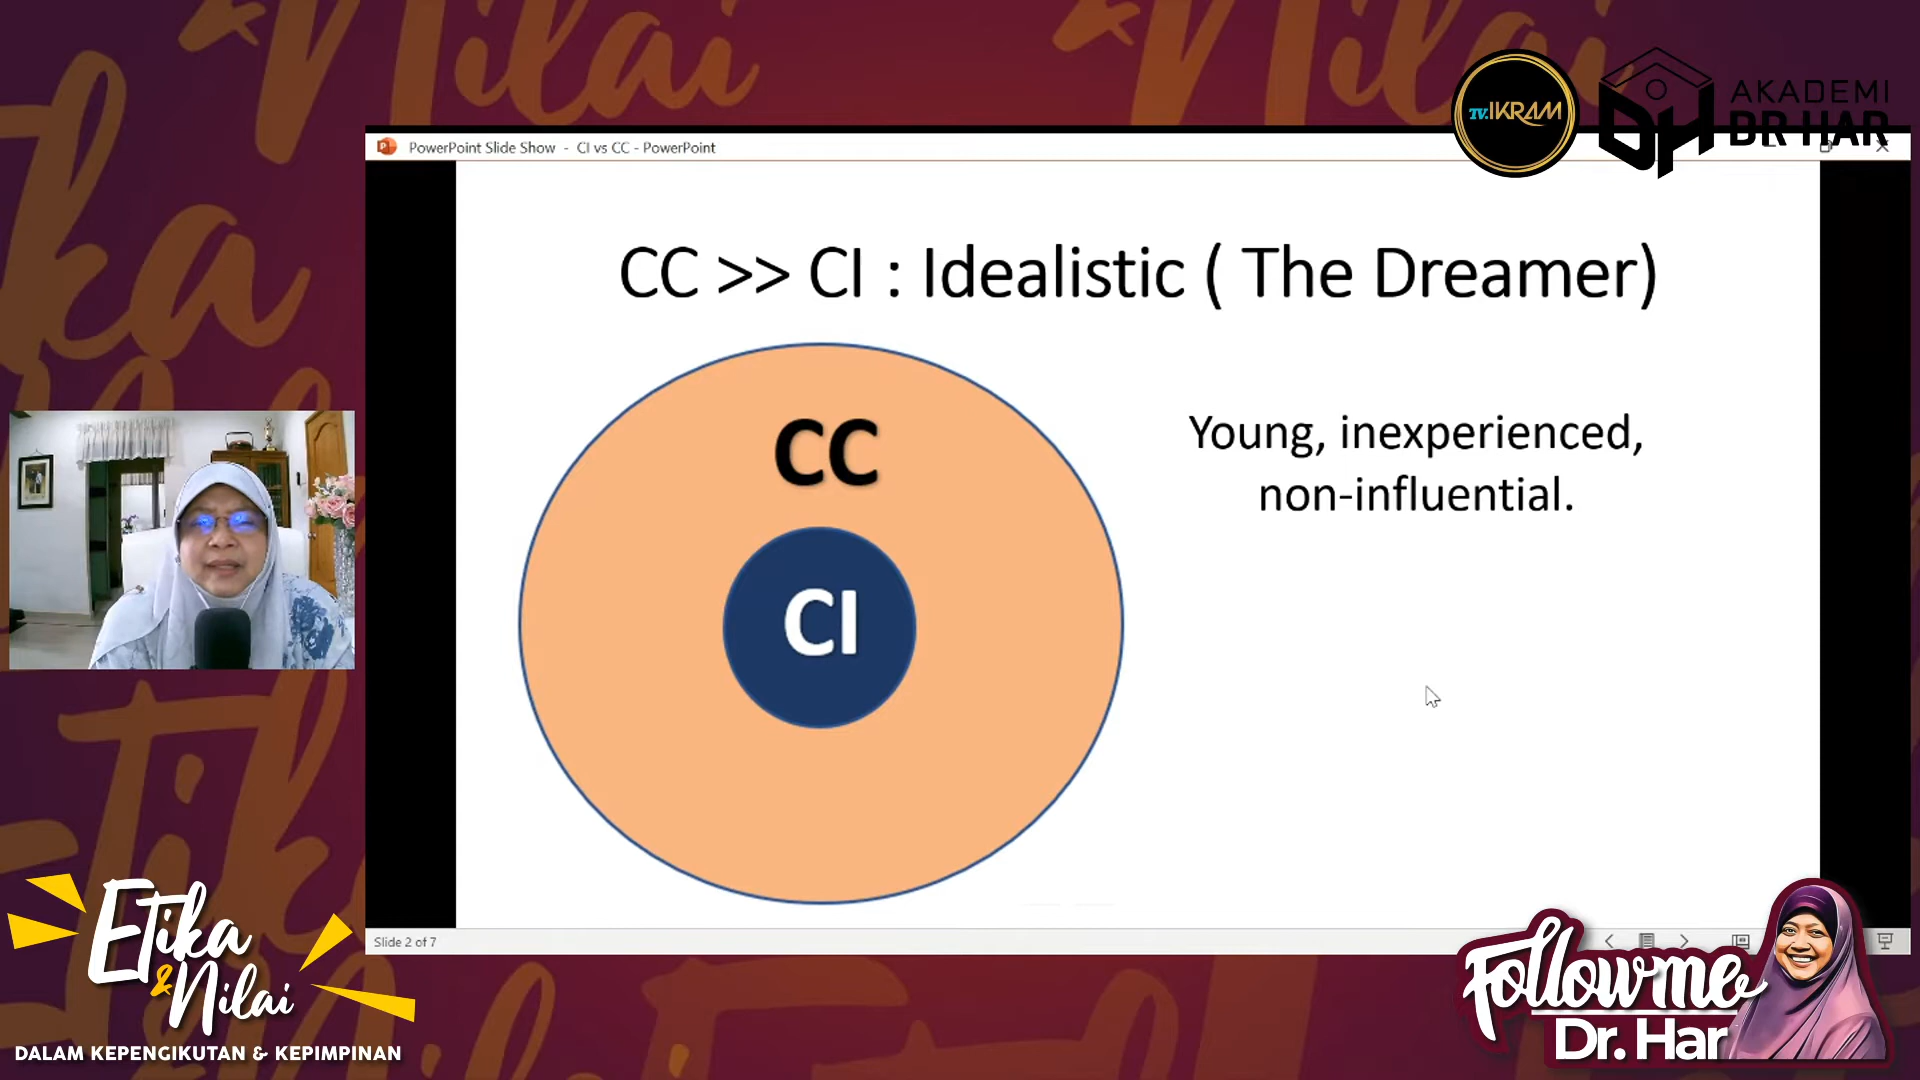 TV.IKRAM
AKADEMI
DR HAR
PowerPoint Slide Show - CI vs CC - PowerPoint
CC >> CI : Idealistic ( The Dreamer)
CC
CI
Young, inexperienced,
non-influential.
Slide 2 of 7
Etika
&Nilai
DALAM KEPENGIKUTAN & KEPIMPINAN
Follow me
Dr. Har